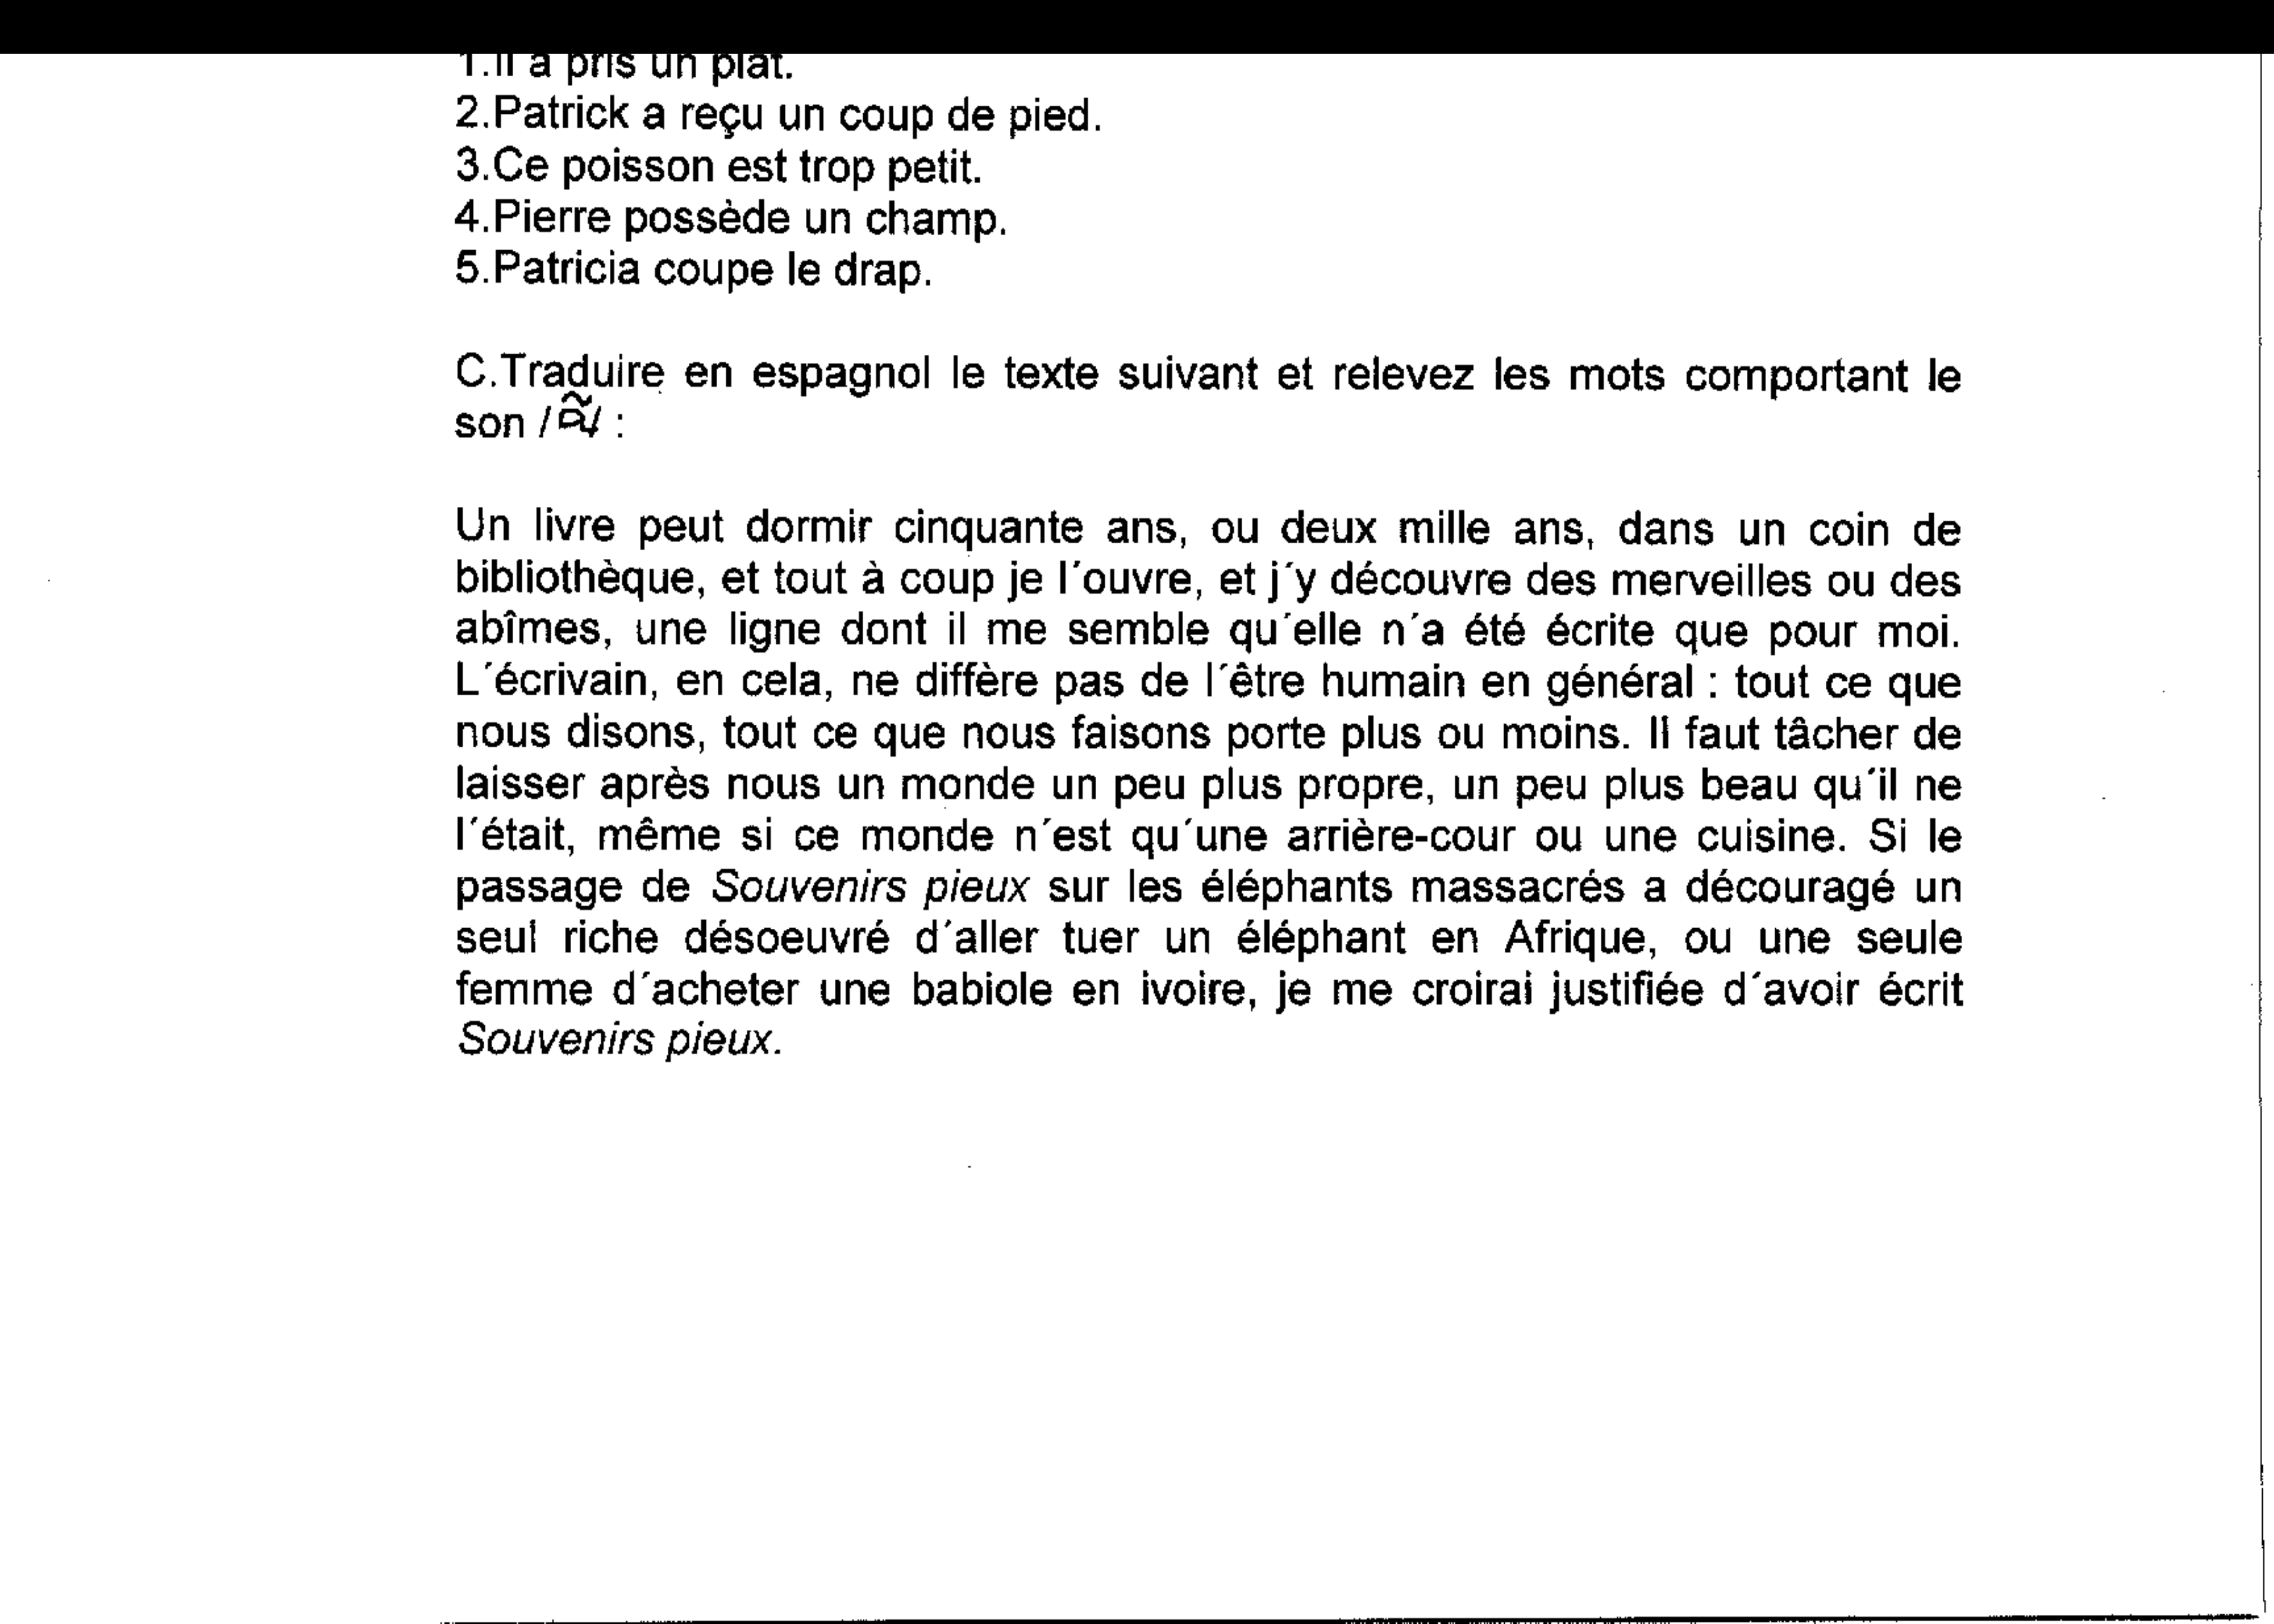 1.Il a pris un plat.
2.Patrick a reçu un coup de pied.
3.Ce poisson est trop petit.
4.Pierre possède un champ.
5.Patricia coupe le drap.
C.Traduire en espagnol le texte suivant et relevez les mots comportant le
son /ɑ̃/ :
Un livre peut dormir cinquante ans, ou deux mille ans, dans un coin de
bibliothèque, et tout à coup je l´ouvre, et j´y découvre des merveilles ou des
abîmes, une ligne dont il me semble qu´elle n´a été écrite que pour moi.
L´écrivain, en cela, ne diffère pas de l´être humain en général : tout ce que
nous disons, tout ce que nous faisons porte plus ou moins. Il faut tâcher de
laisser après nous un monde un peu plus propre, un peu plus beau qu´il ne
l´était, même si ce monde n´est qu´une arrière-cour ou une cuisine. Si le
passage de Souvenirs pieux sur les éléphants massacrés a découragé un
seul riche désoeuvré d´aller tuer un éléphant en Afrique, ou une seule
femme d´acheter une babiole en ivoire, je me croirai justifiée d´avoir écrit
Souvenirs pieux.